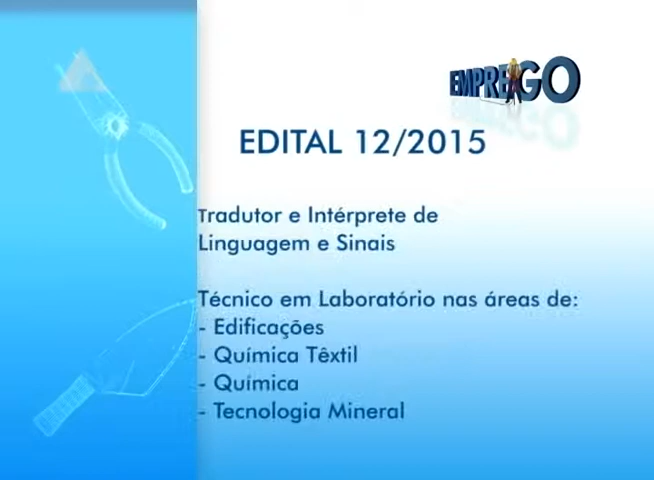 EMPREGO
EDITAL 12/2015
Tradutor e Intérprete de
Linguagem e Sinais
Técnico em Laboratório nas áreas de:
- Edificações
- Química Têxtil
- Química
- Tecnologia Mineral